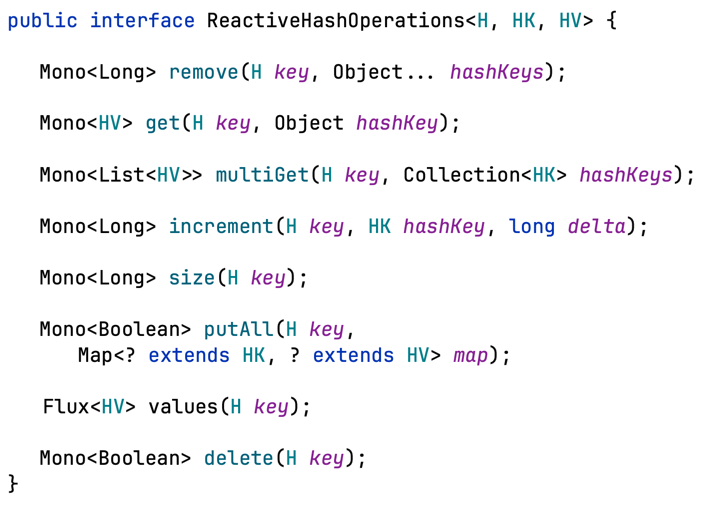 public interface ReactiveHashOperations<H, HK, HV> {
Mono<Long> remove(H key, Object... hashKeys);
Mono<HV> get(H key, Object hashKey);
Mono<List<HV>> multiGet(H key, Collection<HK> hashKeys);
Mono<Long> increment(H key, HK hashKey, long delta);
Mono<Long> size(H key);
Mono<Boolean> putAll(H key,
Map<? extends HK, ? extends HV> map);
Flux<HV> values(H key);
Mono<Boolean> delete(H key);
}